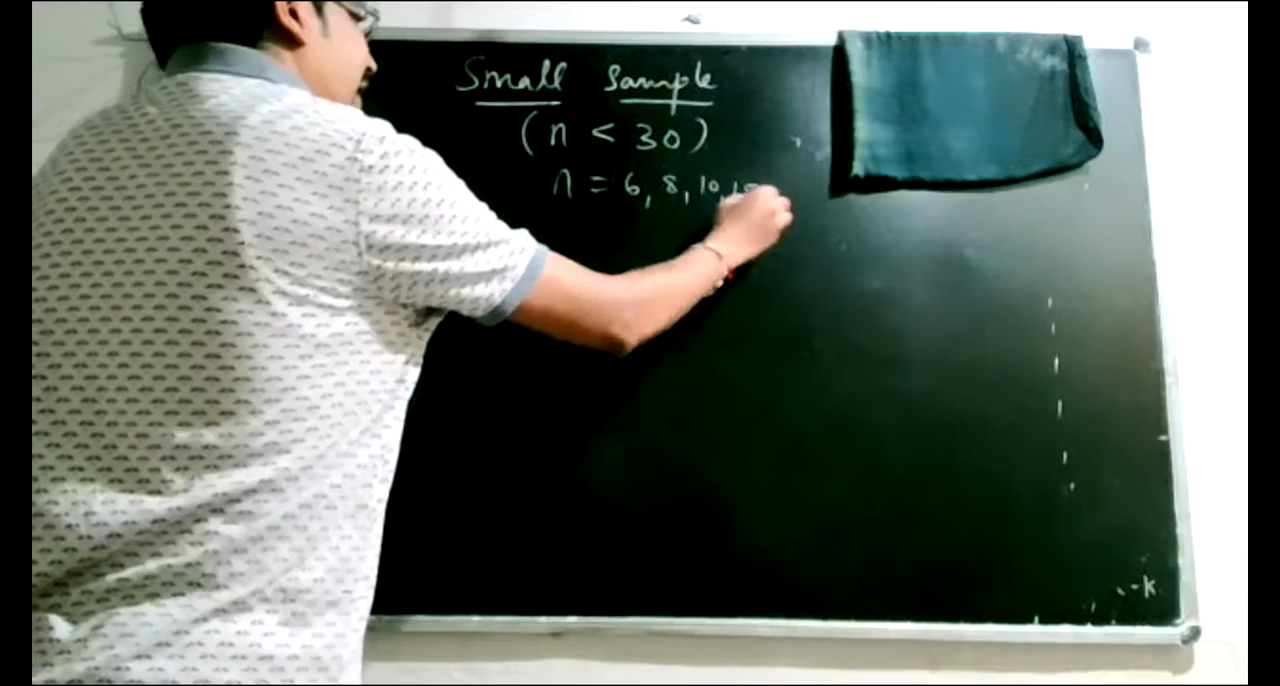 Small Sample
(n < 30)
n = 6, 8, 10,
-k